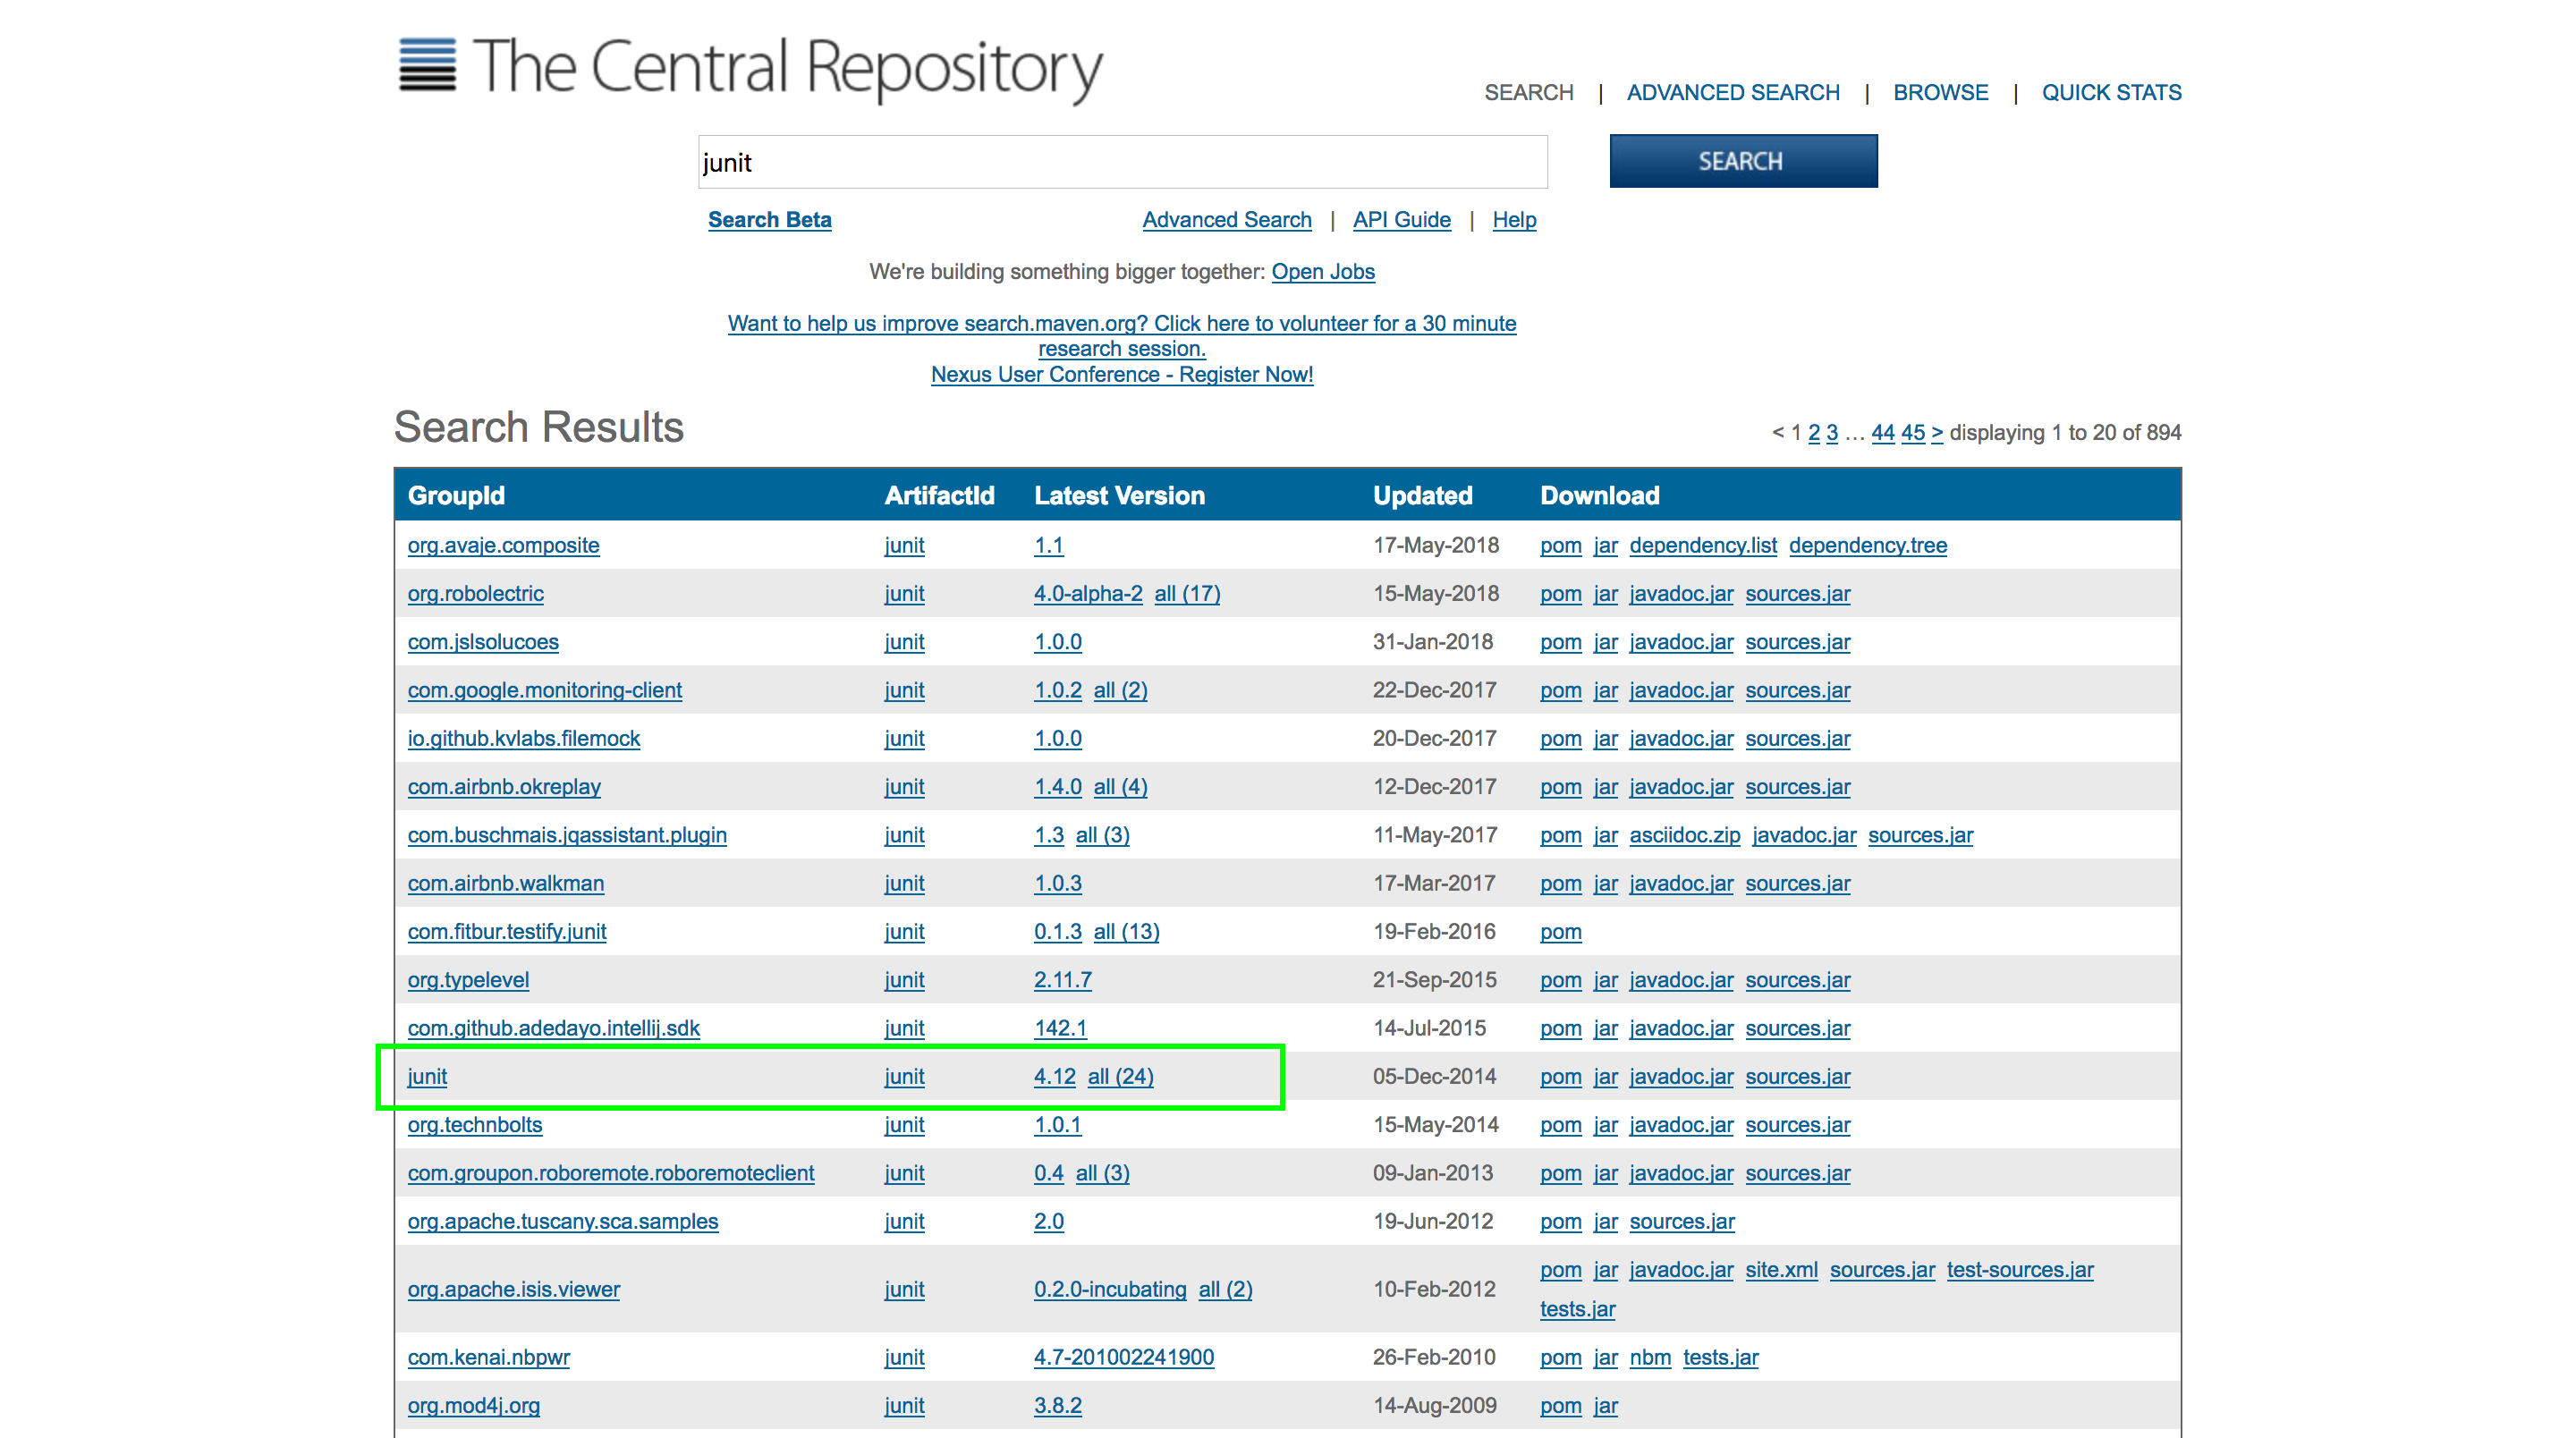 The Central Repository
SEARCH | ADVANCED SEARCH | BROWSE | QUICK STATS
junit
SEARCH
Search Beta
Advanced Search | API Guide | Help
We're building something bigger together: Open Jobs
Want to help us improve search.maven.org? Click here to volunteer for a 30 minute
research session.
Nexus User Conference - Register Now!
Search Results
< 1 2 3 ... 44 45 > displaying 1 to 20 of 894
GroupId ArtifactId Latest Version Updated Download
org.avaje.composite junit 1.1 17-May-2018 pom jar dependency.list dependency.tree
org.robolectric junit 4.0-alpha-2 all (17) 15-May-2018 pom jar javadoc.jar sources.jar
com.jslsolucoes junit 1.0.0 31-Jan-2018 pom jar javadoc.jar sources.jar
com.google.monitoring-client junit 1.0.2 all (2) 22-Dec-2017 pom jar javadoc.jar sources.jar
io.github.kvlabs.filemock junit 1.0.0 20-Dec-2017 pom jar javadoc.jar sources.jar
com.airbnb.okreplay junit 1.4.0 all (4) 12-Dec-2017 pom jar javadoc.jar sources.jar
com.buschmais.jqassistant.plugin junit 1.3 all (3) 11-May-2017 pom jar asciidoc.zip javadoc.jar sources.jar
com.airbnb.walkman junit 1.0.3 17-Mar-2017 pom jar javadoc.jar sources.jar
com.fitbur.testify.junit junit 0.1.3 all (13) 19-Feb-2016 pom
org.typelevel junit 2.11.7 21-Sep-2015 pom jar javadoc.jar sources.jar
com.github.adedayo.intellij.sdk junit 142.1 14-Jul-2015 pom jar javadoc.jar sources.jar
junit junit 4.12 all (24) 05-Dec-2014 pom jar javadoc.jar sources.jar
org.technbolts junit 1.0.1 15-May-2014 pom jar javadoc.jar sources.jar
com.groupon.roboremote.roboremoteclient junit 0.4 all (3) 09-Jan-2013 pom jar javadoc.jar sources.jar
org.apache.tuscany.sca.samples junit 2.0 19-Jun-2012 pom jar sources.jar
org.apache.isis.viewer junit 0.2.0-incubating all (2) 10-Feb-2012 pom jar javadoc.jar site.xml sources.jar test-sources.jar
tests.jar
com.kenai.nbpwr junit 4.7-201002241900 26-Feb-2010 pom jar nbm tests.jar
org.mod4j.org junit 3.8.2 14-Aug-2009 pom jar